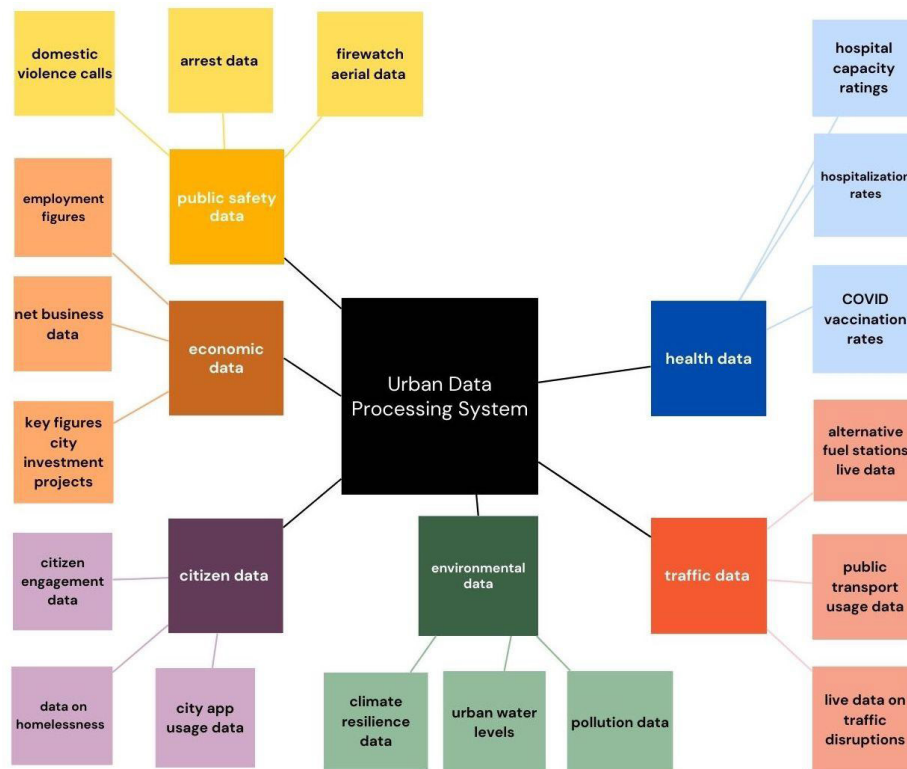 domestic
violence calls
arrest data
firewatch
aerial data
public safety
data
employment
figures
net business
data
key figures
city
investment
projects
economic
data
Urban Data
Processing System
hospital
capacity
ratings
hospitalization
rates
COVID
vaccination
rates
health data
alternative
fuel stations
live data
public
transport
usage data
live data on
traffic
disruptions
traffic data
environmental
data
climate
resilience
data
urban water
levels
pollution data
citizen data
citizen
engagement
data
data on
homelessness
city app
usage data